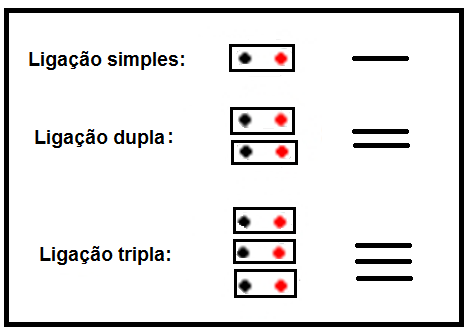 Ligação simples:
Ligação dupla:
Ligação tripla: